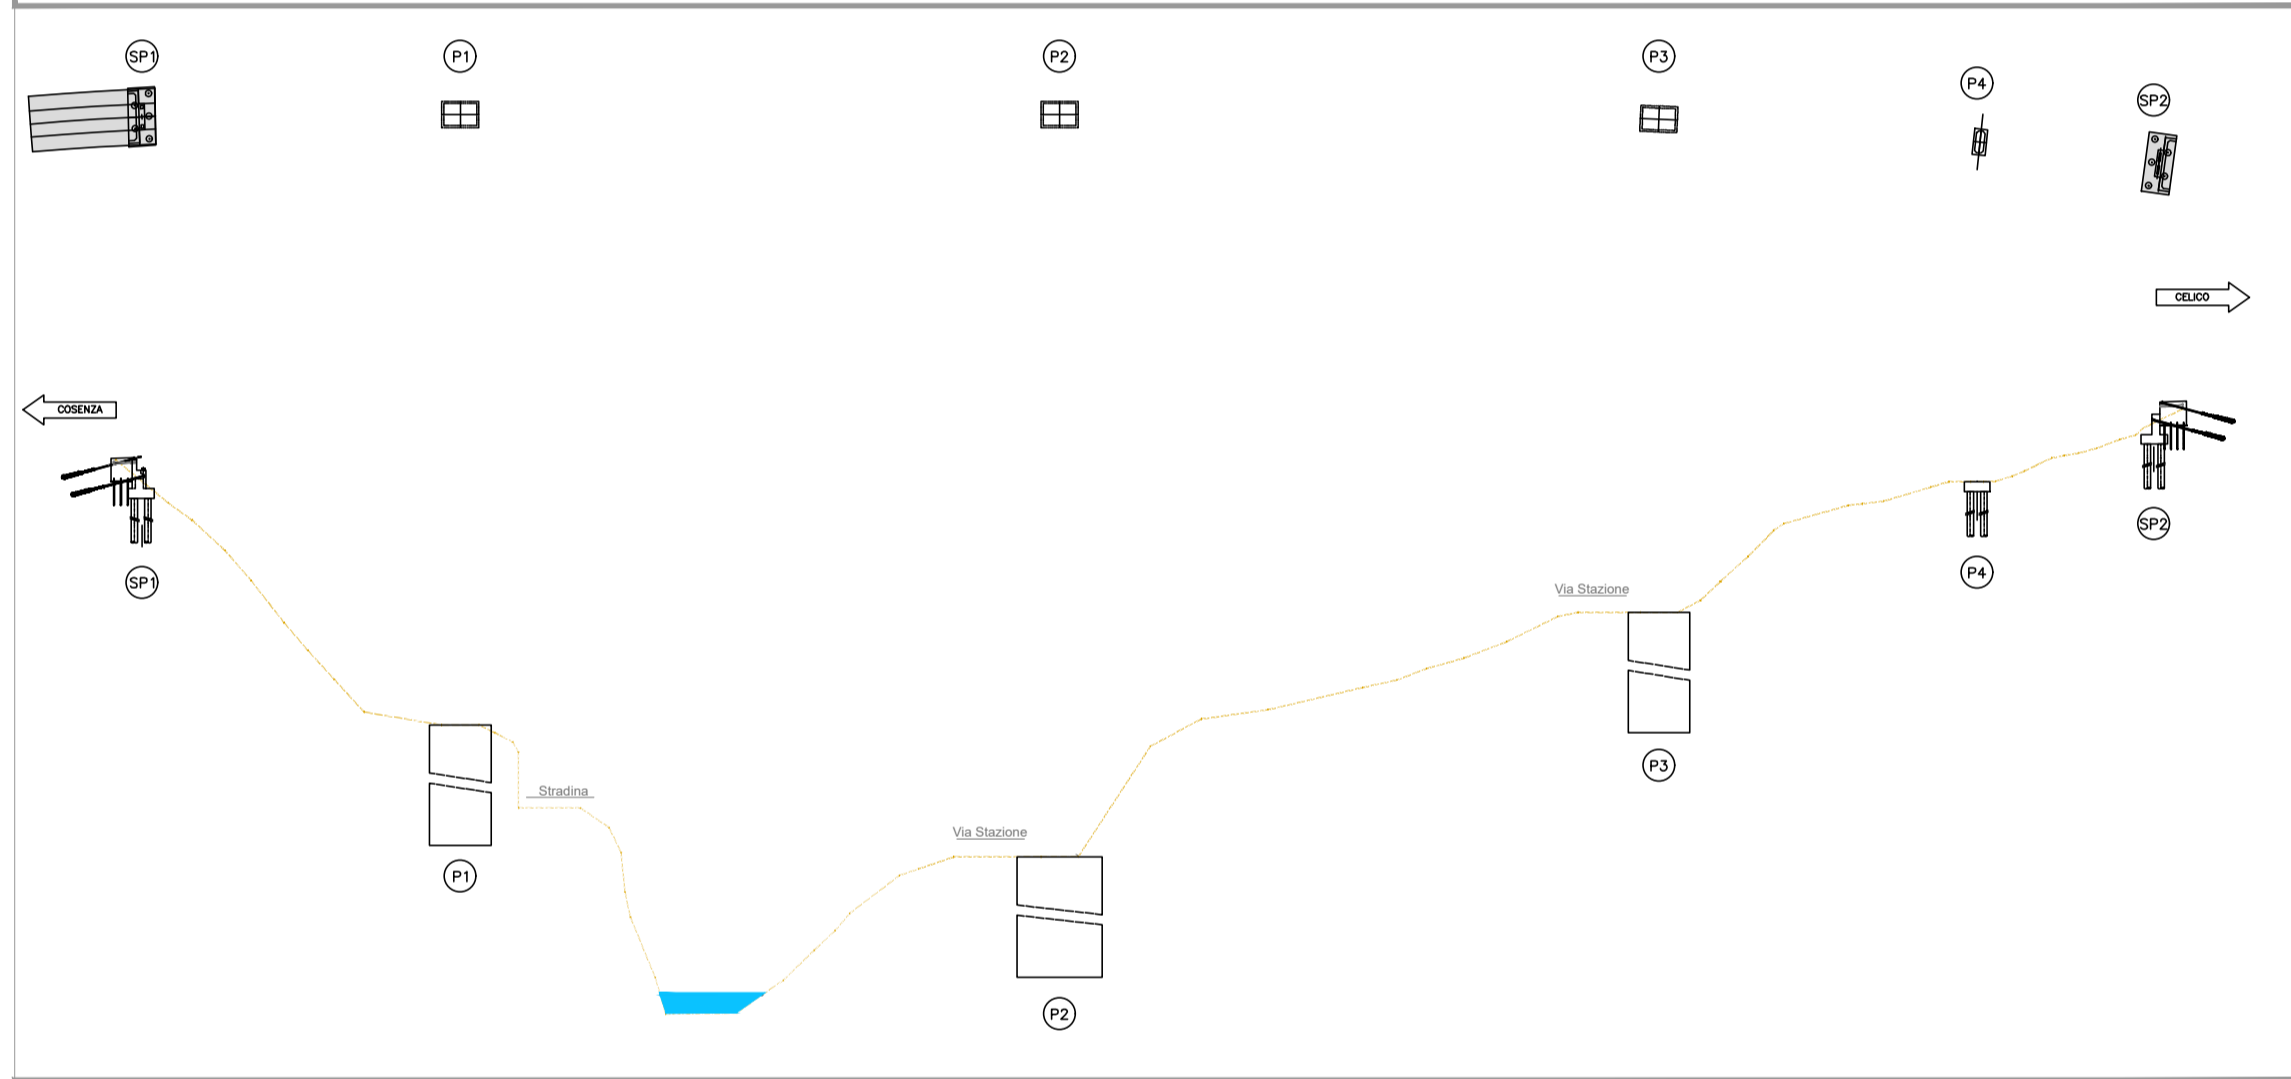 SP1
P1
P2
P3
P4
SP2
CELICO
COSENZA
SP2
P4
SP1
Via Stazione
P3
Stradina
Via Stazione
P1
P2